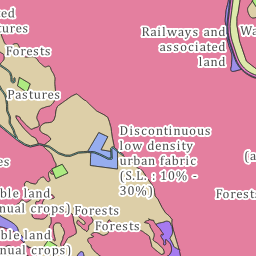 Forests
Pastures
Railways and
associated
land
Discontinuous
low density
urban fabric
(S.L. : 10% -
30%)
Forests
Forests
Forests